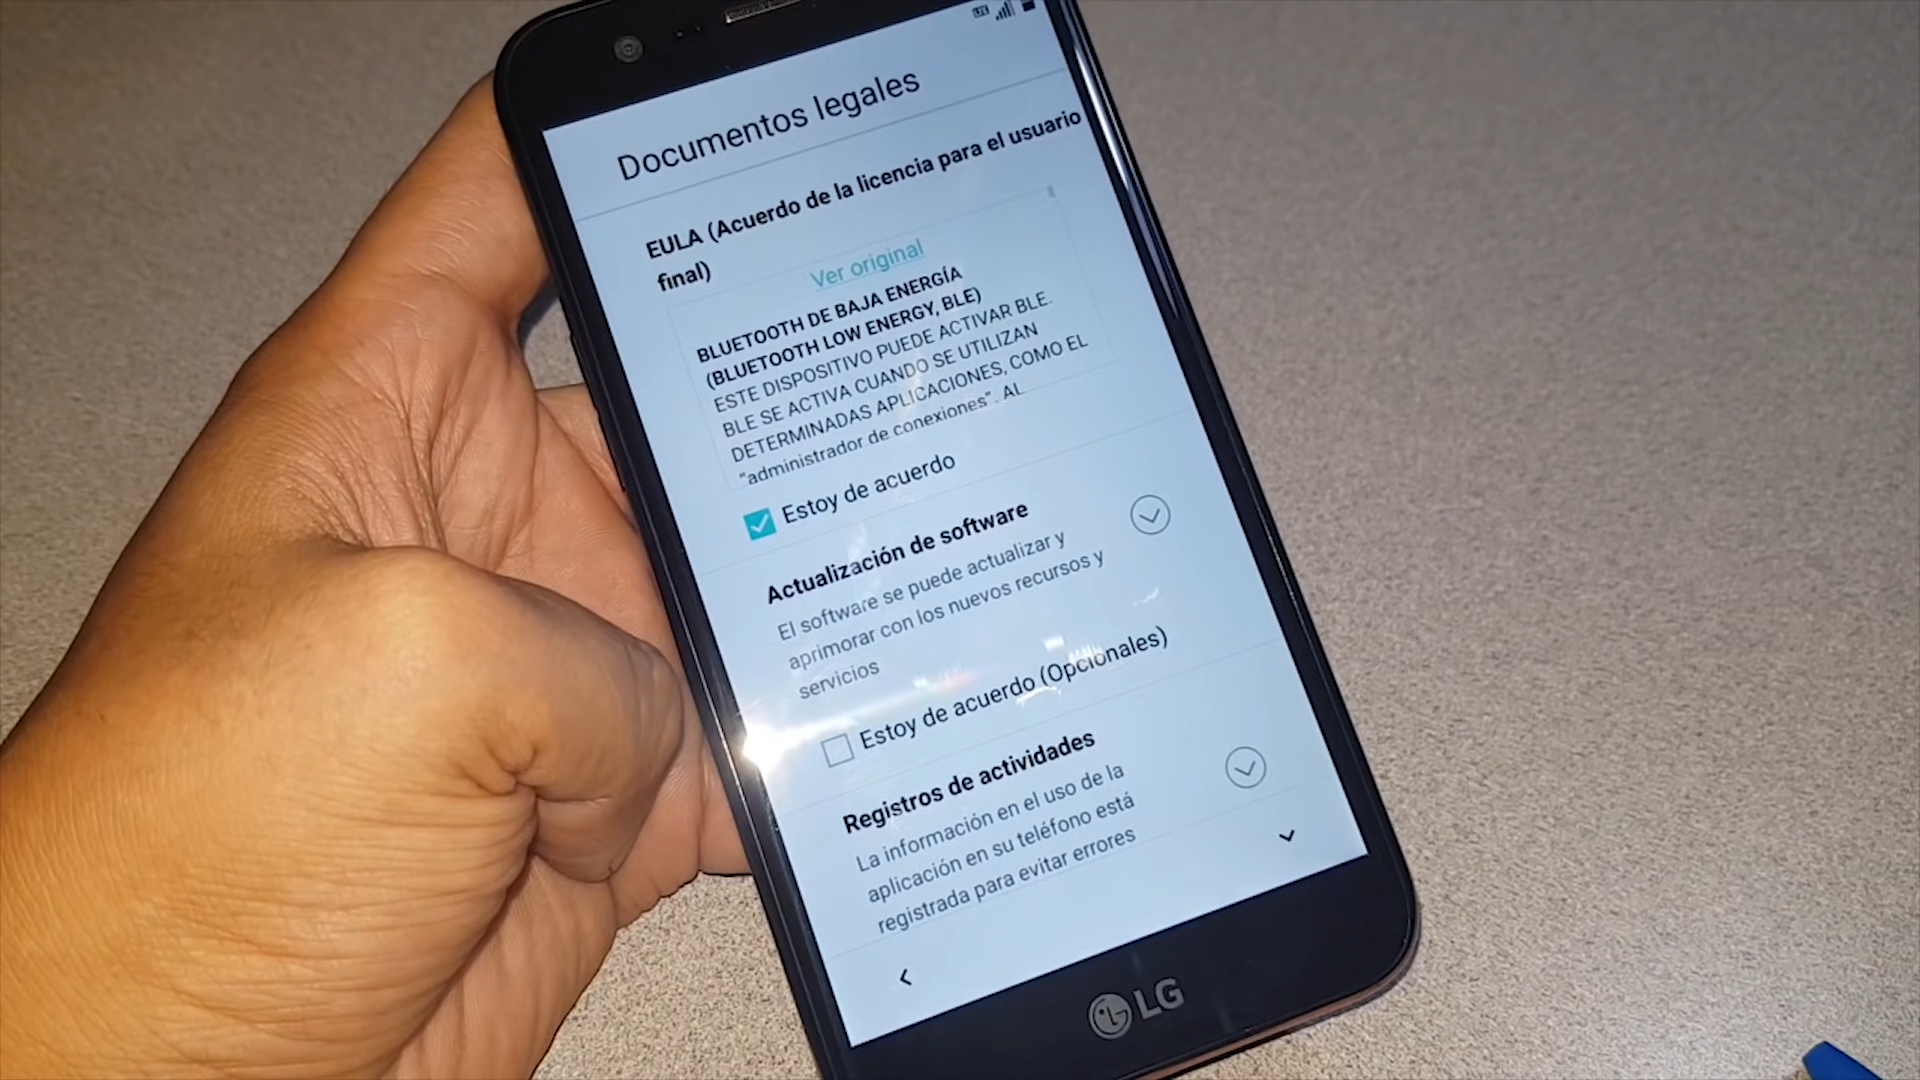 LTE
Documentos legales
EULA (Acuerdo de la licencia para el usuario
final)
Ver original
BLUETOOTH DE BAJA ENERGÍA
(BLUETOOTH LOW ENERGY, BLE)
ESTE DISPOSITIVO PUEDE ACTIVAR BLE.
BLE SE ACTIVA CUANDO SE UTILIZAN
DETERMINADAS APLICACIONES, COMO EL
"administrador de conexiones". AL
Estoy de acuerdo
Actualización de software
El software se puede actualizar y
aprimorar con los nuevos recursos y
servicios
Estoy de acuerdo (Opcionales)
Registros de actividades
La información en el uso de la
aplicación en su teléfono está
registrada para evitar errores
LG